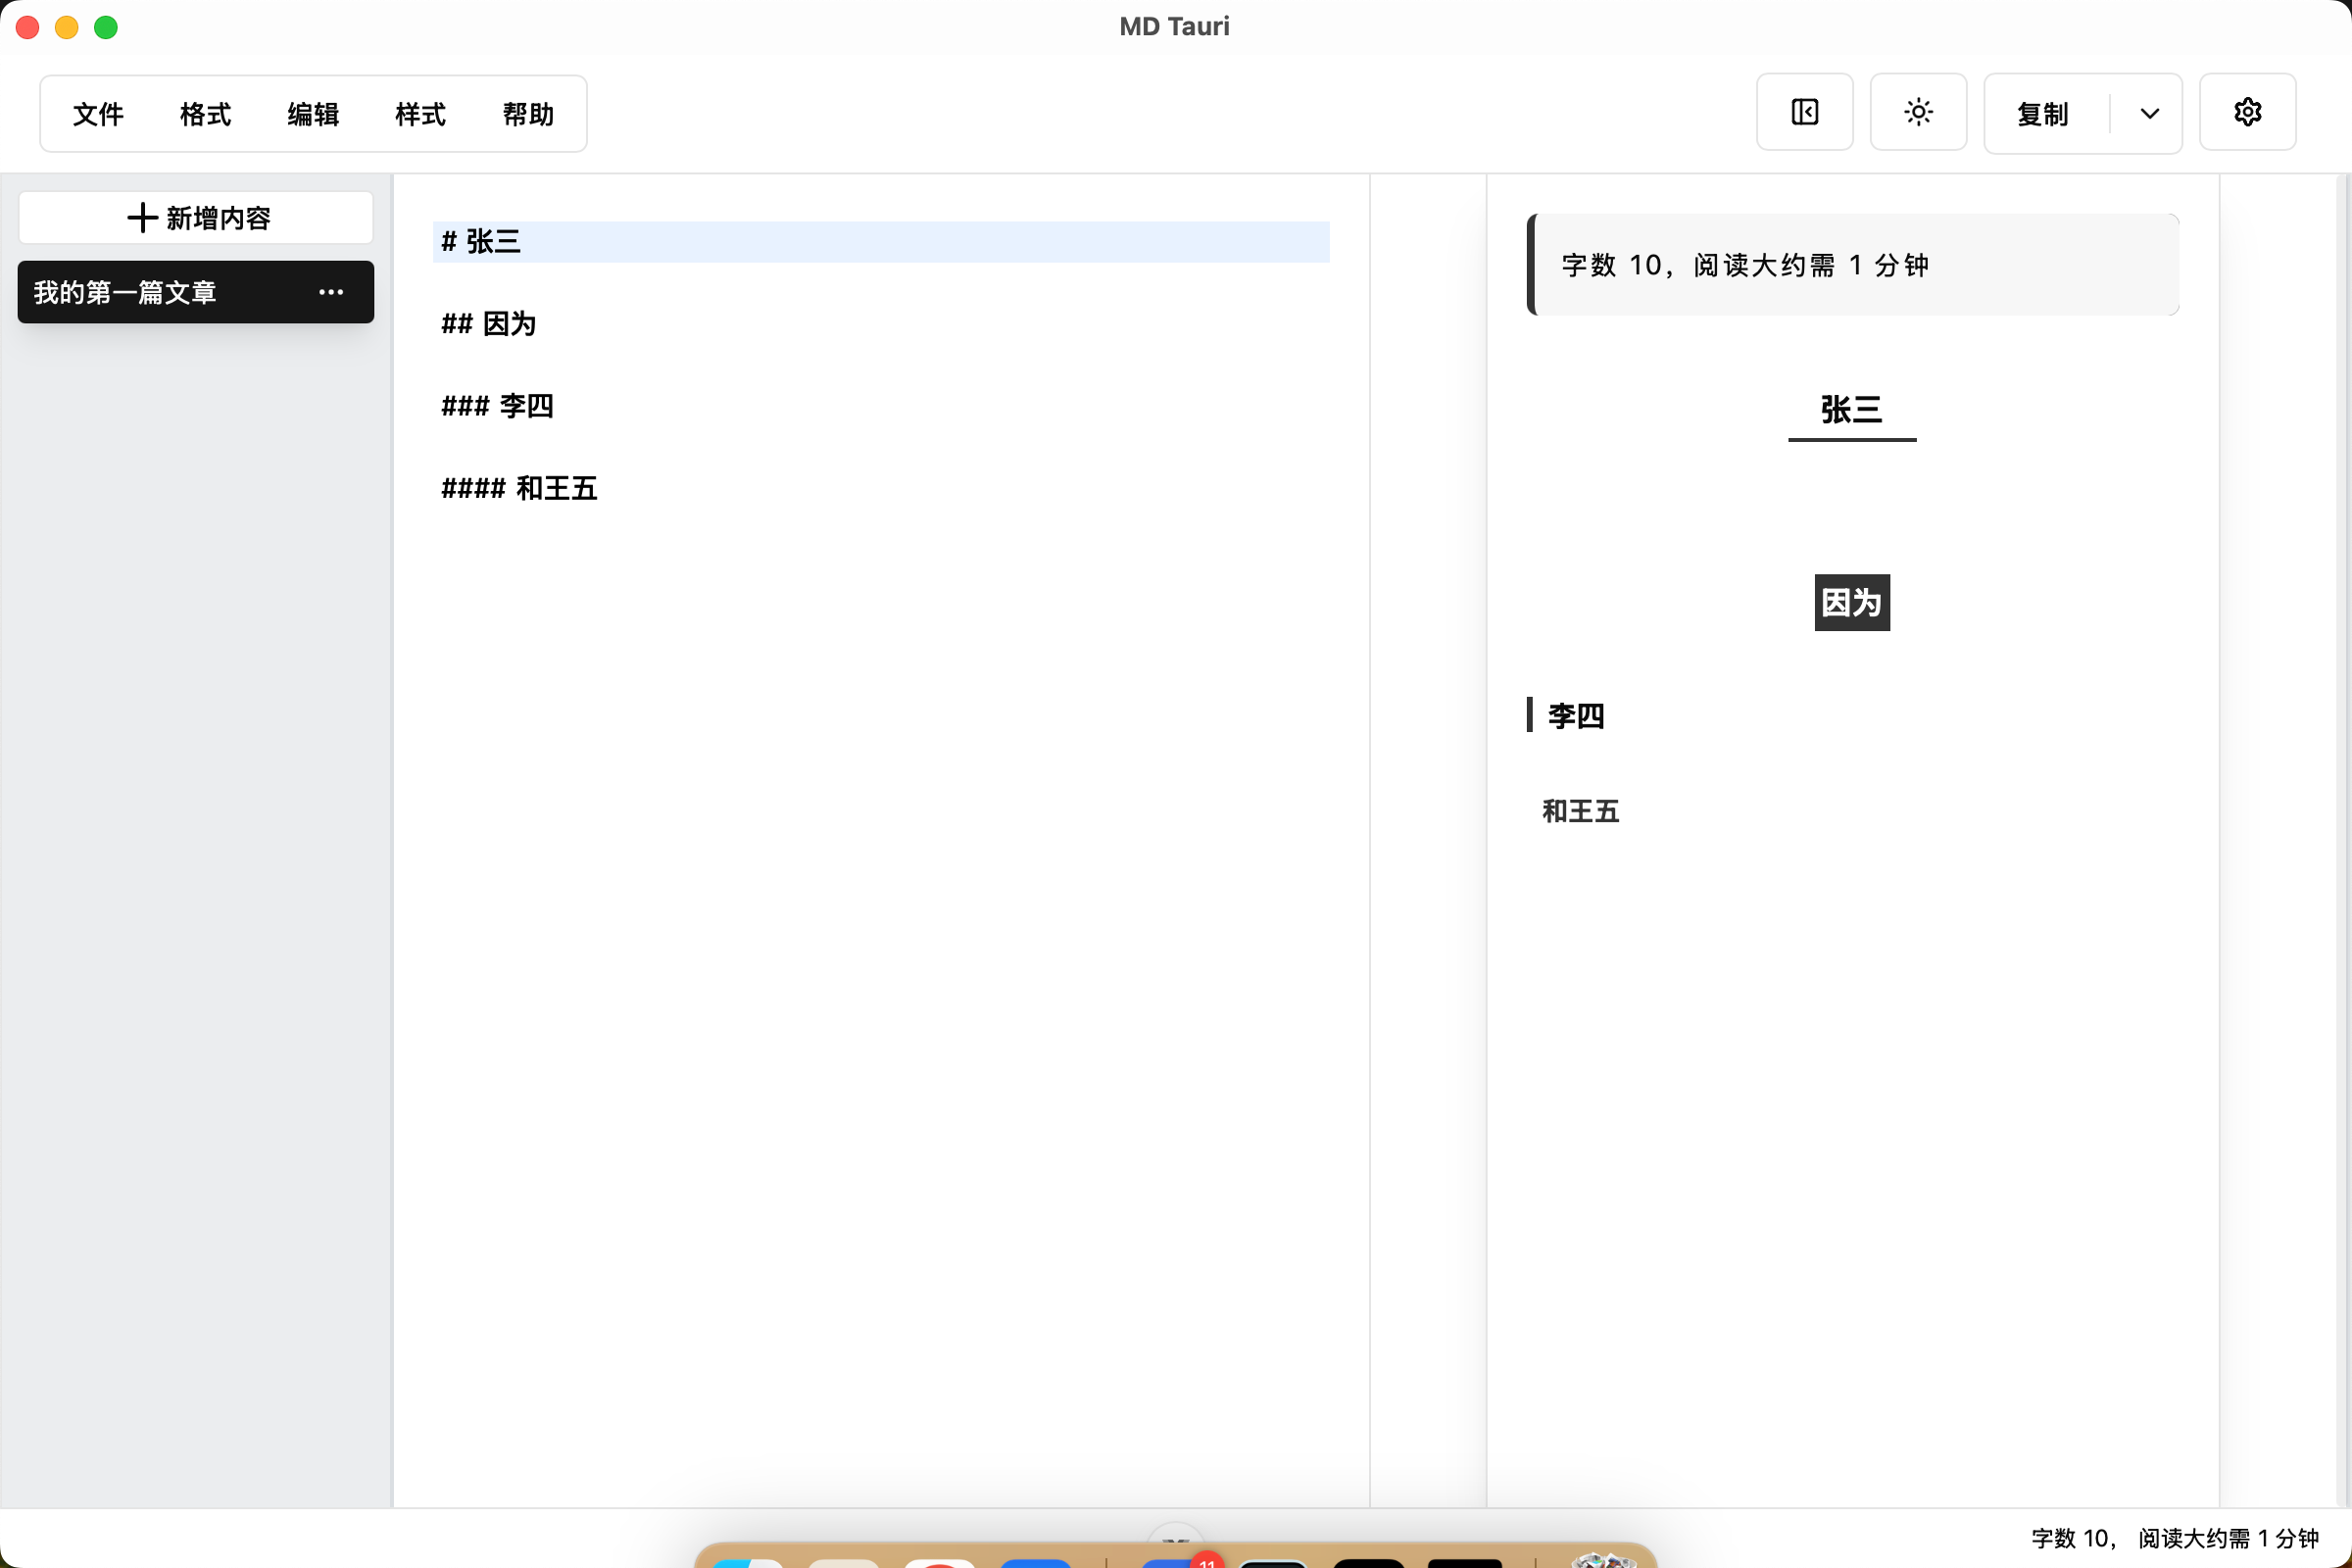 MD Tauri
文件 格式 编辑 样式 帮助
复制
新增内容
我的第一篇文章
# 张三
## 因为
### 李四
#### 和王五
字数 10，阅读大约需 1 分钟
张三
因为
李四
和王五
字数 10， 阅读大约需 1 分钟
11